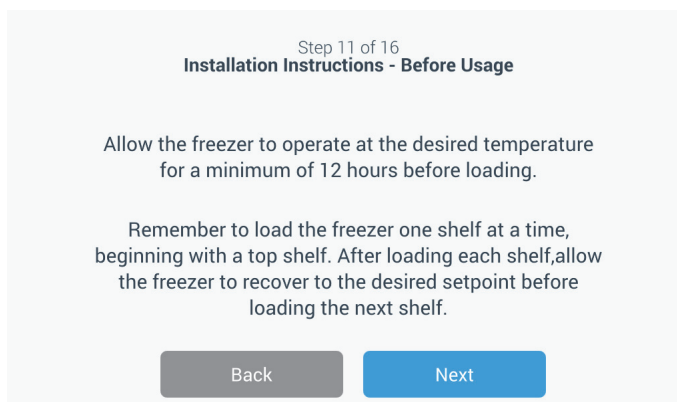 Step 11 of 16
Installation Instructions - Before Usage
Allow the freezer to operate at the desired temperature
for a minimum of 12 hours before loading.
Remember to load the freezer one shelf at a time,
beginning with a top shelf. After loading each shelf,allow
the freezer to recover to the desired setpoint before
loading the next shelf.
Back
Next